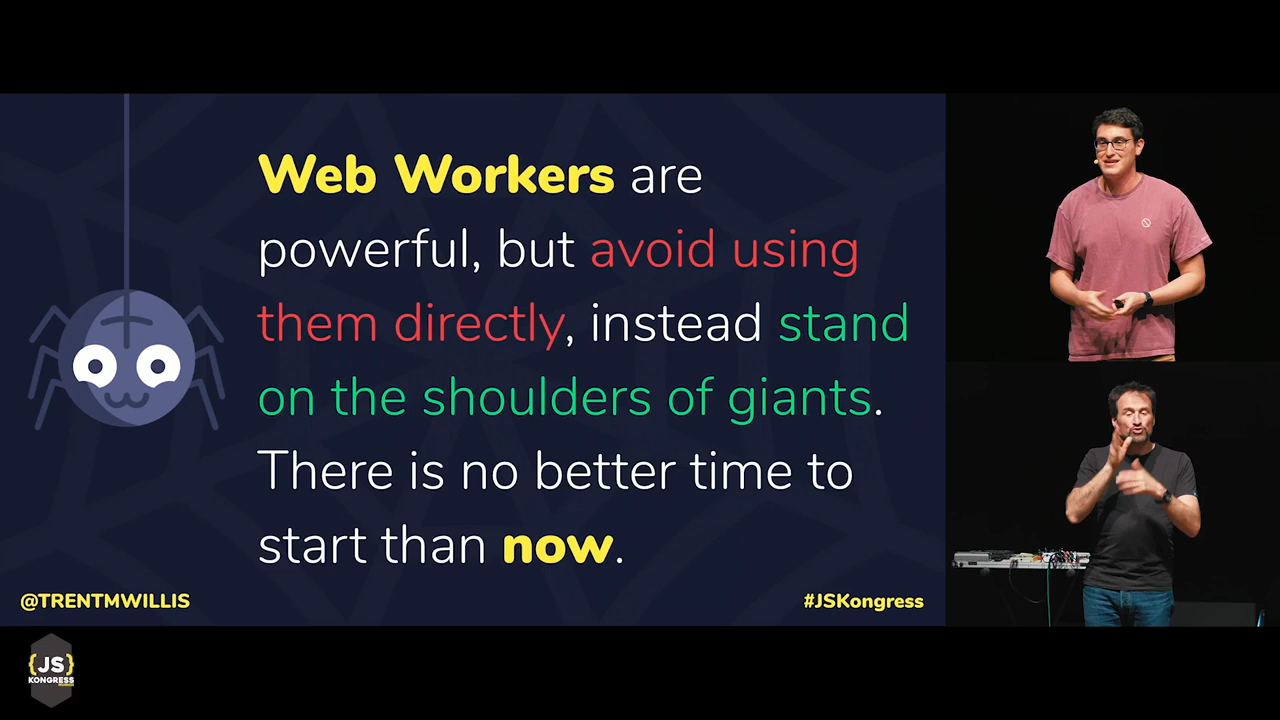 Web Workers are
powerful, but avoid using
them directly, instead stand
on the shoulders of giants.
There is no better time to
start than now.
@TRENTMWILLIS
#JSKongress
{JS}
KONGRESS